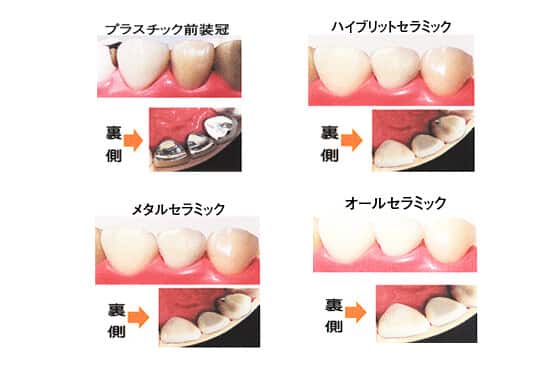 プラスチック前装冠
ハイブリットセラミック
裏側
裏側
メタルセラミック
オールセラミック
裏側
裏側